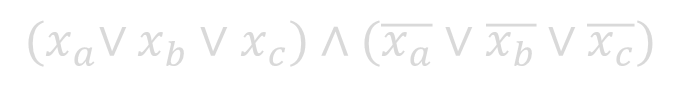 (x_a ∨ x_b ∨ x_c) ∧ (x̅_a̅ ∨ x̅_b̅ ∨ x̅_c̅)